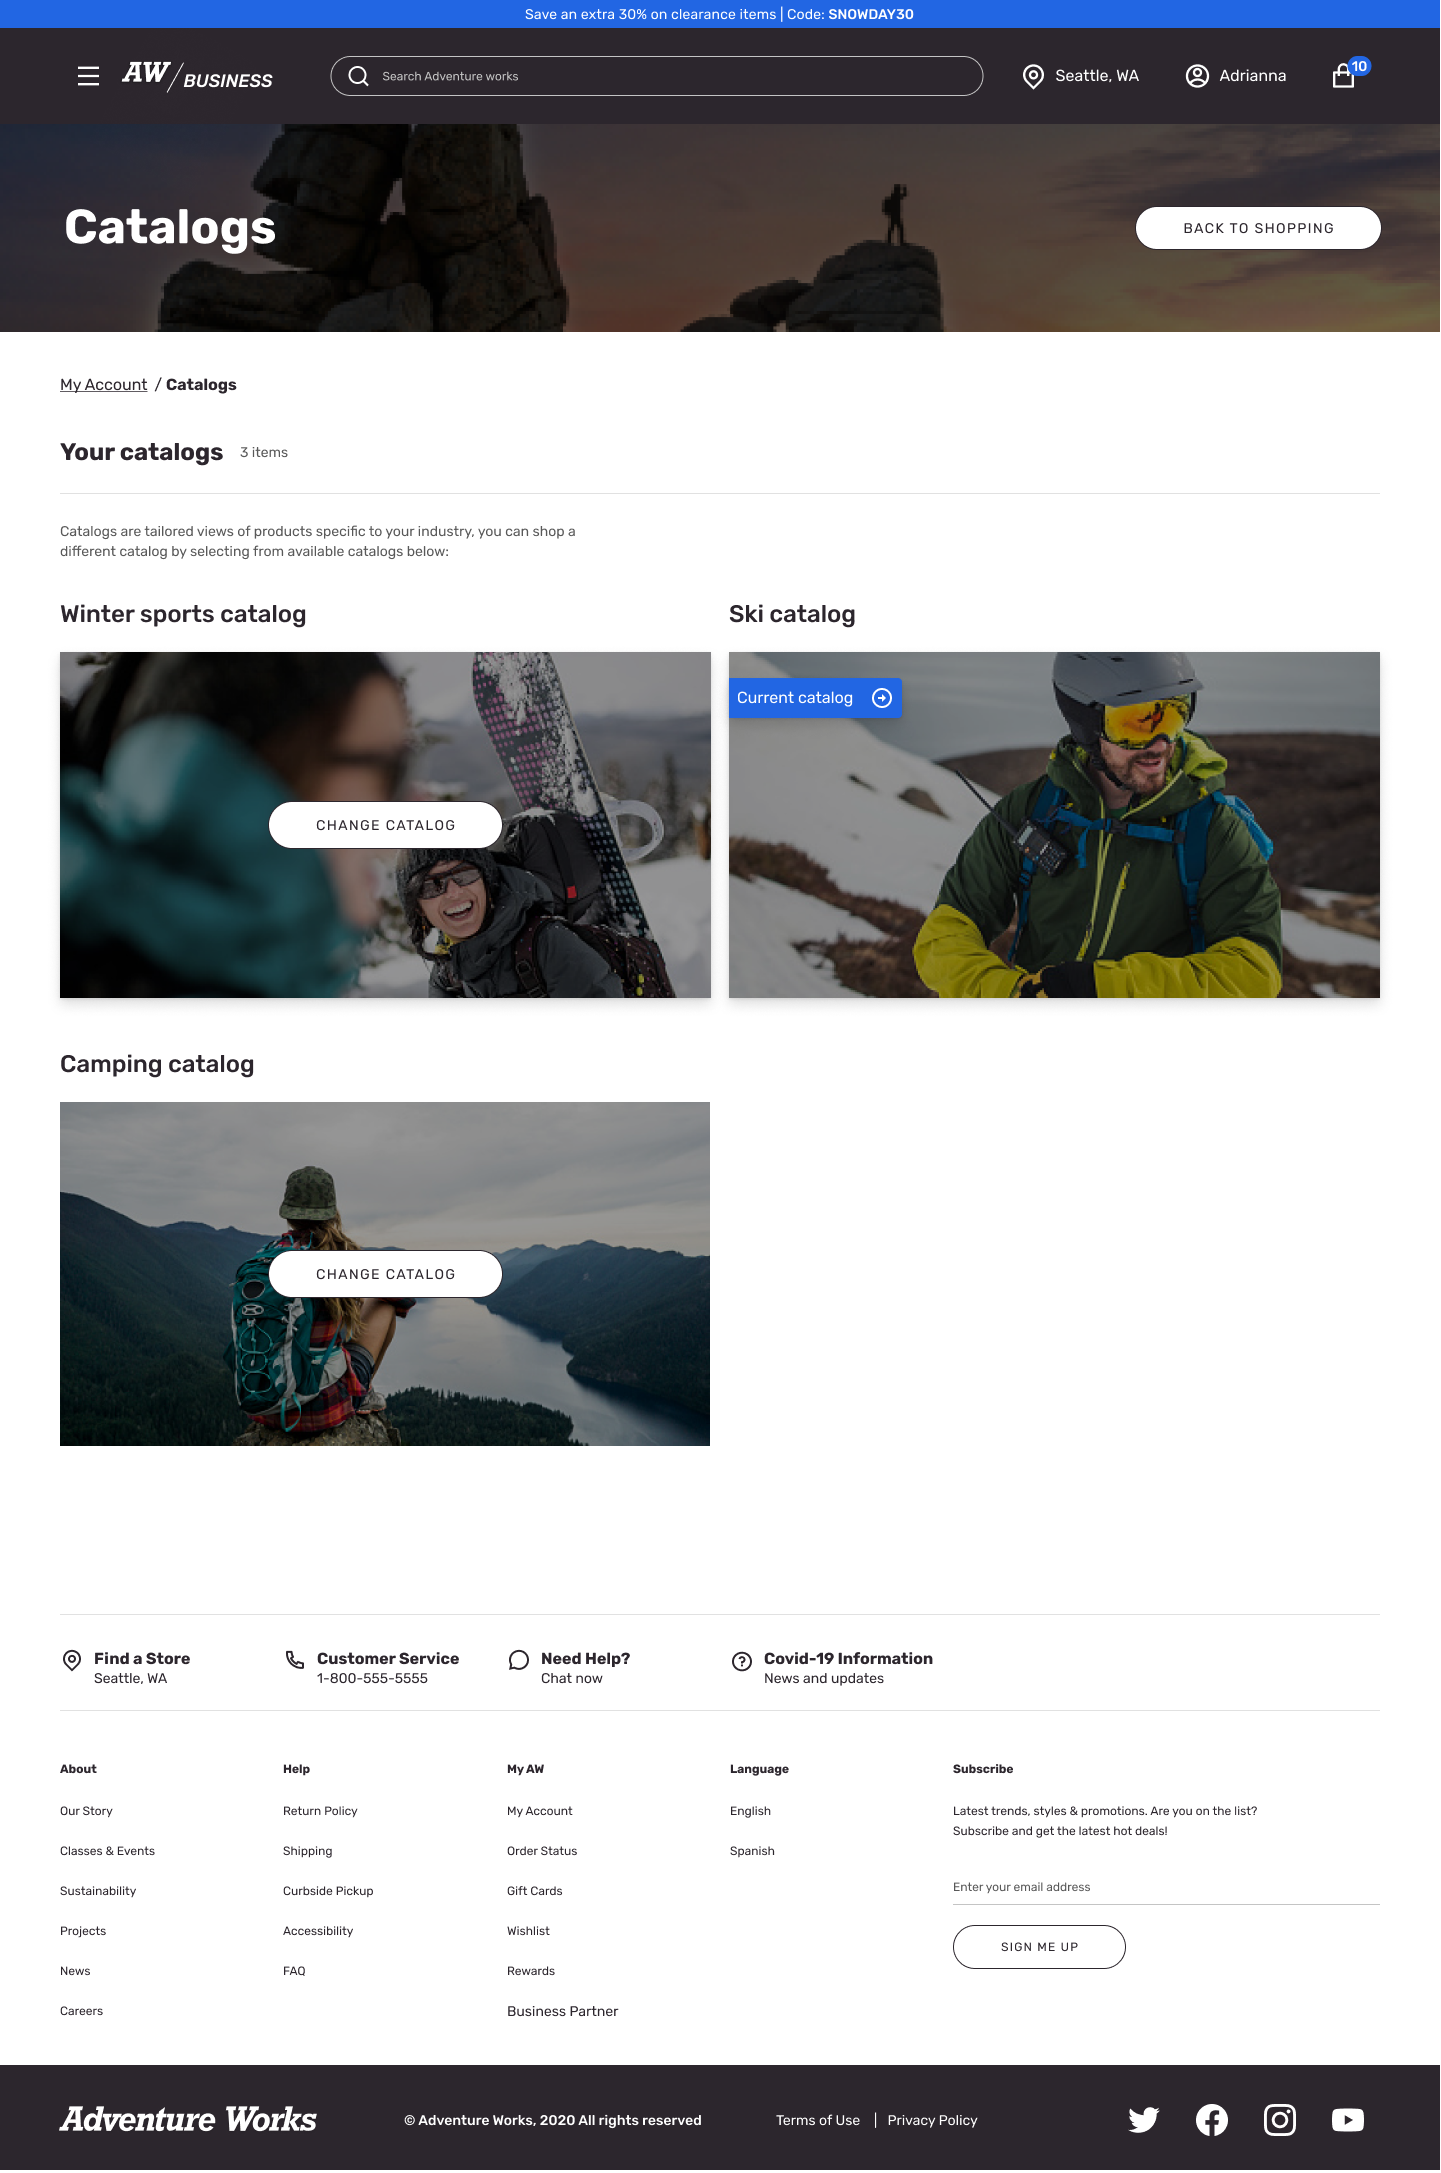 Save an extra 30% on clearance items | Code: SNOWDAY30
AW/BUSINESS
Search Adventure works
Seattle, WA
Adrianna
10
Catalogs
BACK TO SHOPPING
My Account / Catalogs
Your catalogs 3 items
Catalogs are tailored views of products specific to your industry, you can shop a
different catalog by selecting from available catalogs below:
Winter sports catalog
CHANGE CATALOG
Ski catalog
Current catalog
Camping catalog
CHANGE CATALOG
Find a Store
Seattle, WA
Customer Service
1-800-555-5555
Need Help?
Chat now
Covid-19 Information
News and updates
About
Our Story
Classes & Events
Sustainability
Projects
News
Careers
Help
Return Policy
Shipping
Curbside Pickup
Accessibility
FAQ
My AW
My Account
Order Status
Gift Cards
Wishlist
Rewards
Business Partner
Language
English
Spanish
Subscribe
Latest trends, styles & promotions. Are you on the list?
Subscribe and get the latest hot deals!
Enter your email address
SIGN ME UP
Adventure Works
© Adventure Works, 2020 All rights reserved
Terms of Use | Privacy Policy